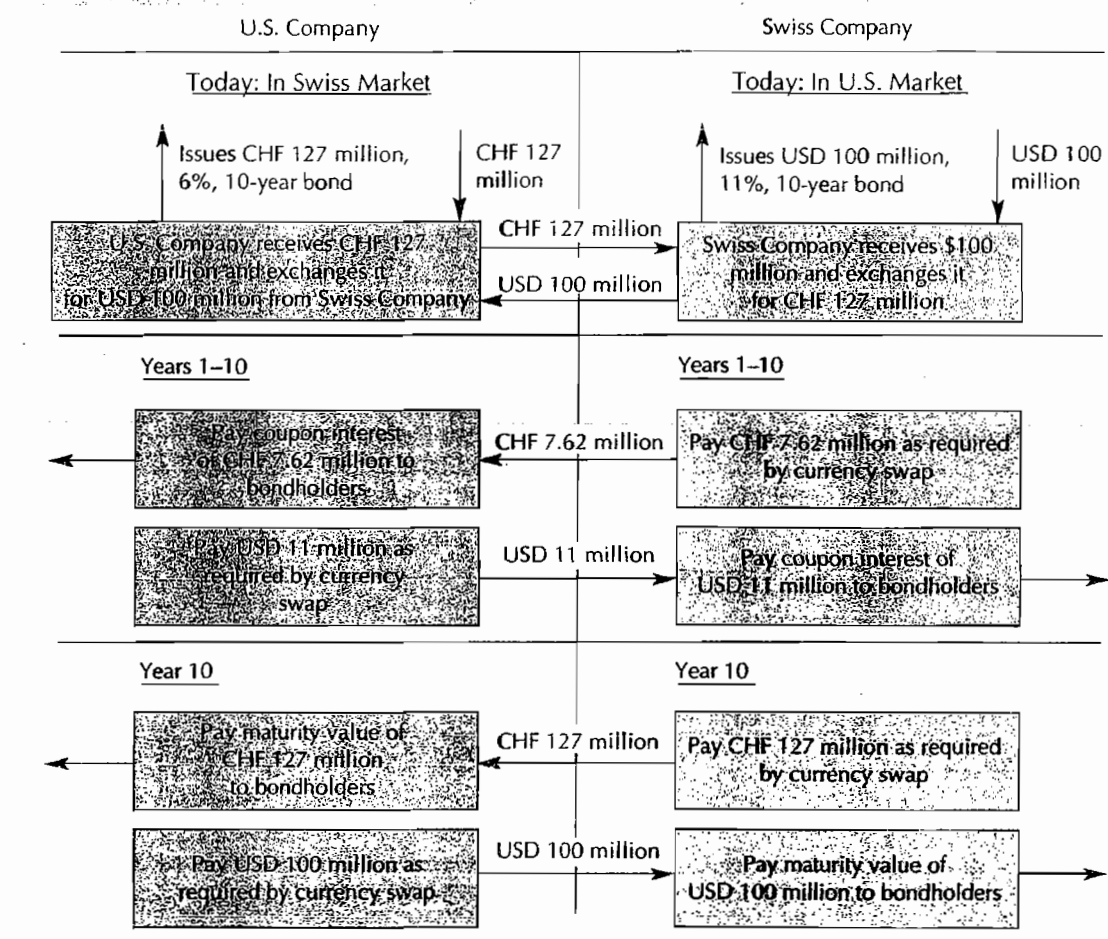 U.S. Company
Swiss Company
Today: In Swiss Market
Today: In U.S. Market
Issues CHF 127 million,
6%, 10-year bond
CHF 127
million
Issues USD 100 million,
11%, 10-year bond
USD 100
million
U.S. Company receives CHF 127
million and exchanges it
for USD 100 million from Swiss Company
CHF 127 million
USD 100 million
Swiss Company receives $100
million and exchanges it
for CHF 127 million
Years 1–10
Years 1–10
Pay coupon interest
of CHF 7.62 million to
bondholders
CHF 7.62 million
Pay CHF 7.62 million as required
by currency swap
Pay USD 11 million as
required by currency
swap
USD 11 million
Pay coupon interest of
USD 11 million to bondholders
Year 10
Year 10
Pay maturity value of
CHF 127 million
to bondholders
CHF 127 million
Pay CHF 127 million as required
by currency swap
Pay USD 100 million as
required by currency swap
USD 100 million
Pay maturity value of
USD 100 million to bondholders